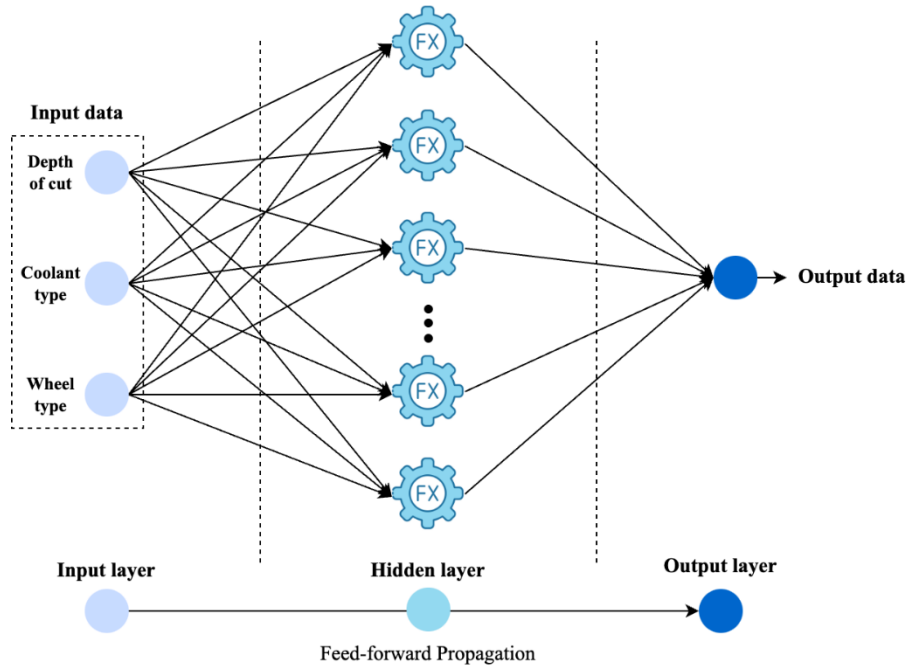 FX
Input data
FX
Depth
of cut
FX
Coolant
type
Output data
FX
Wheel
type
FX
Input layer
Hidden layer
Output layer
Feed-forward Propagation